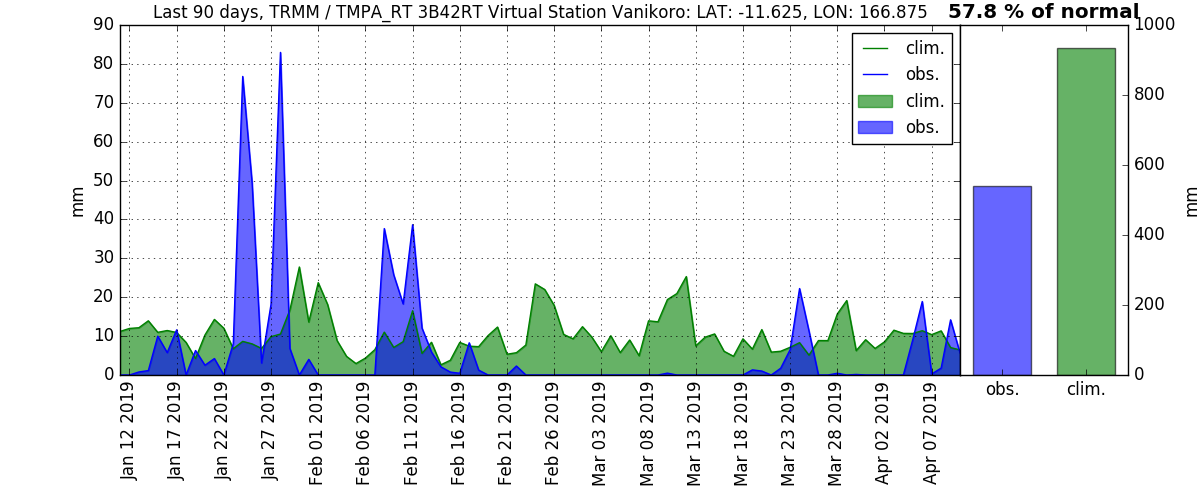 Last 90 days, TRMM / TMPA_RT 3B42RT Virtual Station Vanikoro: LAT: -11.625, LON: 166.875
57.8 % of normal
90
80
70
60
50
40
30
20
10
0
mm
clim.
obs.
clim.
obs.
Jan 12 2019
Jan 17 2019
Jan 22 2019
Jan 27 2019
Feb 01 2019
Feb 06 2019
Feb 11 2019
Feb 16 2019
Feb 21 2019
Feb 26 2019
Mar 03 2019
Mar 08 2019
Mar 13 2019
Mar 18 2019
Mar 23 2019
Mar 28 2019
Apr 02 2019
Apr 07 2019
1000
800
600
400
200
0
mm
obs.
clim.